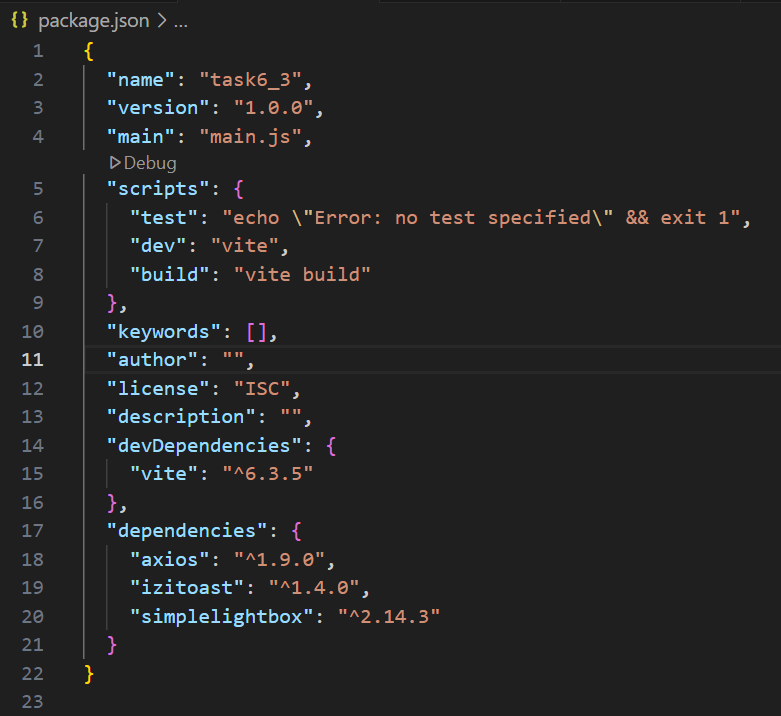 {} package.json > ...
1 {
2 "name": "task6_3",
3 "version": "1.0.0",
4 "main": "main.js",
Debug
5 "scripts": {
6 "test": "echo \"Error: no test specified\" && exit 1",
7 "dev": "vite",
8 "build": "vite build"
9 },
10 "keywords": [],
11 "author": "",
12 "license": "ISC",
13 "description": "",
14 "devDependencies": {
15 "vite": "^6.3.5"
16 },
17 "dependencies": {
18 "axios": "^1.9.0",
19 "izitoast": "^1.4.0",
20 "simplelightbox": "^2.14.3"
21 }
22 }
23